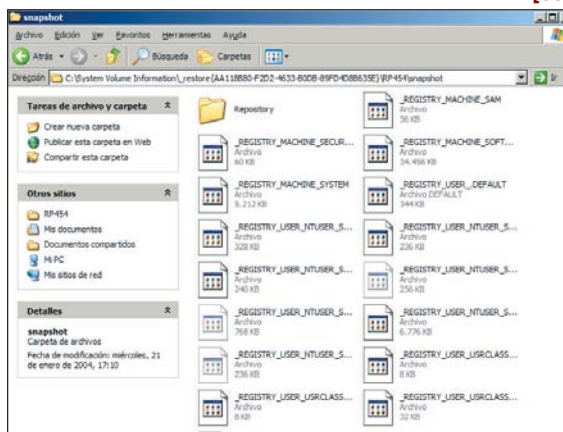 snapshot
Archivo Edición Ver Favoritos Herramientas Ayuda
Atrás Búsqueda Carpetas
Dirección C:\System Volume Information\_restore{AA118B80-F2D2-4633-B0DB-89FD4D8B635E}\RP454\snapshot Ir
Tareas de archivo y carpeta
Crear nueva carpeta
Publicar esta carpeta en Web
Compartir esta carpeta
Otros sitios
RP454
Mis documentos
Documentos compartidos
Mi PC
Mis sitios de red
Detalles
snapshot
Carpeta de archivos
Fecha de modificación: miércoles, 21
de enero de 2004, 17:10
Repository
_REGISTRY_MACHINE_SAM
Archivo
36 KB
_REGISTRY_MACHINE_SECUR...
Archivo
60 KB
_REGISTRY_MACHINE_SOFT...
Archivo
34.456 KB
_REGISTRY_MACHINE_SYSTEM
Archivo
5.212 KB
_REGISTRY_USER_.DEFAULT
Archivo DEFAULT
344 KB
_REGISTRY_USER_NTUSER_S...
Archivo
328 KB
_REGISTRY_USER_NTUSER_S...
Archivo
236 KB
_REGISTRY_USER_NTUSER_S...
Archivo
240 KB
_REGISTRY_USER_NTUSER_S...
Archivo
256 KB
_REGISTRY_USER_NTUSER_S...
Archivo
768 KB
_REGISTRY_USER_NTUSER_S...
Archivo
6.776 KB
_REGISTRY_USER_NTUSER_S...
Archivo
236 KB
_REGISTRY_USER_USRCLASS...
Archivo
8 KB
_REGISTRY_USER_USRCLASS...
Archivo
8 KB
_REGISTRY_USER_USRCLASS...
Archivo
32 KB